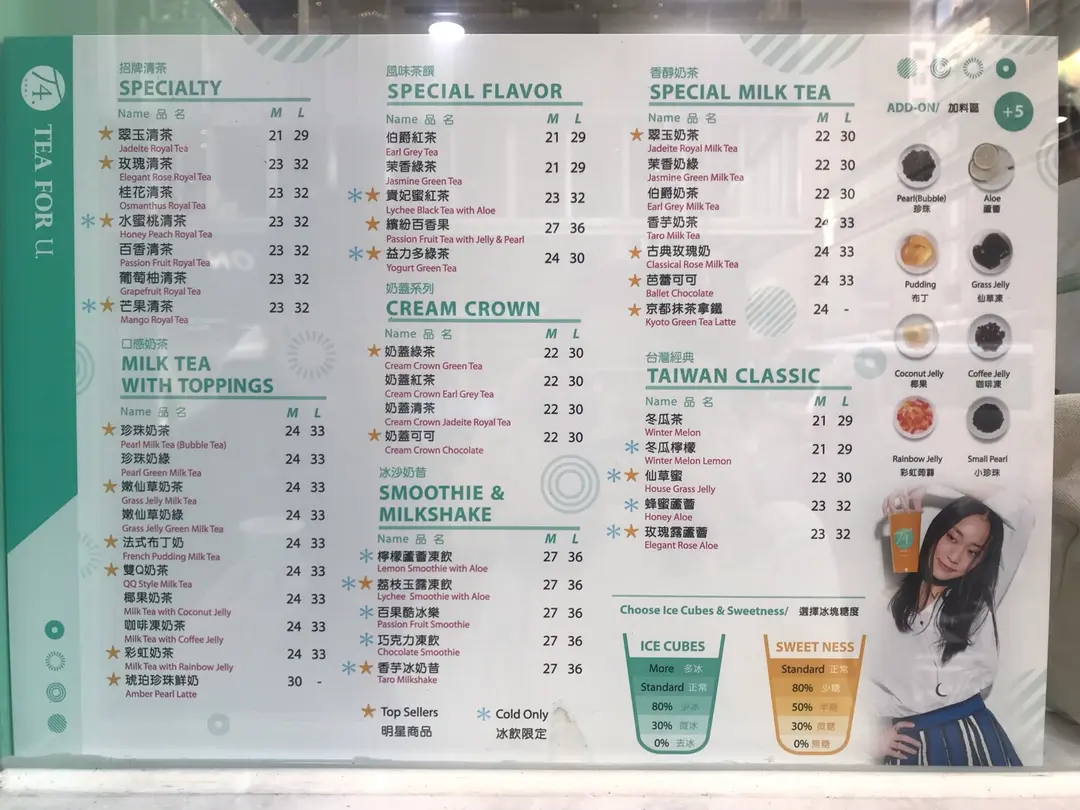 74.
TEA FOR U.
招牌清茶
SPECIALTY
Name 品 名 M L
翠玉清茶 21 29
Jadeite Royal Tea
玫瑰清茶 23 32
Elegant Rose Royal Tea
桂花清茶 23 32
Osmanthus Royal Tea
水蜜桃清茶 23 32
Honey Peach Royal Tea
百香清茶 23 32
Passion Fruit Royal Tea
葡萄柚清茶 23 32
Grapefruit Royal Tea
芒果清茶 23 32
Mango Royal Tea
口感奶茶
MILK TEA
WITH TOPPINGS
Name 品 名 M L
珍珠奶茶 24 33
Pearl Milk Tea (Bubble Tea)
珍珠奶綠 24 33
Pearl Green Milk Tea
嫩仙草奶茶 24 33
Grass Jelly Milk Tea
嫩仙草奶綠 24 33
Grass Jelly Green Milk Tea
法式布丁奶 24 33
French Pudding Milk Tea
雙Q奶茶 24 33
QQ Style Milk Tea
椰果奶茶 24 33
Milk Tea with Coconut Jelly
咖啡凍奶茶 24 33
Milk Tea with Coffee Jelly
彩虹奶茶 24 33
Milk Tea with Rainbow Jelly
琥珀珍珠鮮奶 30 -
Amber Pearl Latte
風味茶饌
SPECIAL FLAVOR
Name 品 名 M L
伯爵紅茶 21 29
Earl Grey Tea
茉香綠茶 21 29
Jasmine Green Tea
貴妃蜜紅茶 23 32
Lychee Black Tea with Aloe
繽紛百香果 27 36
Passion Fruit Tea with Jelly & Pearl
益力多綠茶 24 30
Yogurt Green Tea
奶蓋系列
CREAM CROWN
Name 品 名 M L
奶蓋綠茶 22 30
Cream Crown Green Tea
奶蓋紅茶 22 30
Cream Crown Earl Grey Tea
奶蓋清茶 22 30
Cream Crown Jadeite Royal Tea
奶蓋可可 22 30
Cream Crown Chocolate
冰沙奶昔
SMOOTHIE &
MILKSHAKE
Name 品 名 M L
檸檬蘆薈凍飲 27 36
Lemon Smoothie with Aloe
荔枝玉露凍飲 27 36
Lychee Smoothie with Aloe
百果酷冰樂 27 36
Passion Fruit Smoothie
巧克力凍飲 27 36
Chocolate Smoothie
香芋冰奶昔 27 36
Taro Milkshake
Top Sellers
明星商品
Cold Only
冰飲限定
香醇奶茶
SPECIAL MILK TEA
Name 品 名 M L
翠玉奶茶 22 30
Jadeite Royal Milk Tea
茉香奶綠 22 30
Jasmine Green Milk Tea
伯爵奶茶 22 30
Earl Grey Milk Tea
香芋奶茶 24 33
Taro Milk Tea
古典玫瑰奶 24 33
Classical Rose Milk Tea
芭蕾可可 24 33
Ballet Chocolate
京都抹茶拿鐵 24 -
Kyoto Green Tea Latte
台灣經典
TAIWAN CLASSIC
Name 品 名 M L
冬瓜茶 21 29
Winter Melon
冬瓜檸檬 21 29
Winter Melon Lemon
仙草蜜 22 30
House Grass Jelly
蜂蜜蘆薈 23 32
Honey Aloe
玫瑰露蘆薈 23 32
Elegant Rose Aloe
Choose Ice Cubes & Sweetness/ 選擇冰塊糖度
ICE CUBES
More 多冰
Standard 正常
80% 少冰
30% 微冰
0% 去冰
SWEET NESS
Standard 正常
80% 少糖
50% 半糖
30% 微糖
0% 無糖
ADD-ON/ 加料區 +5
Pearl(Bubble)
珍珠
Aloe
蘆薈
Pudding
布丁
Grass Jelly
仙草凍
Coconut Jelly
椰果
Coffee Jelly
咖啡凍
Rainbow Jelly
彩虹蒟蒻
Small Pearl
小珍珠
74